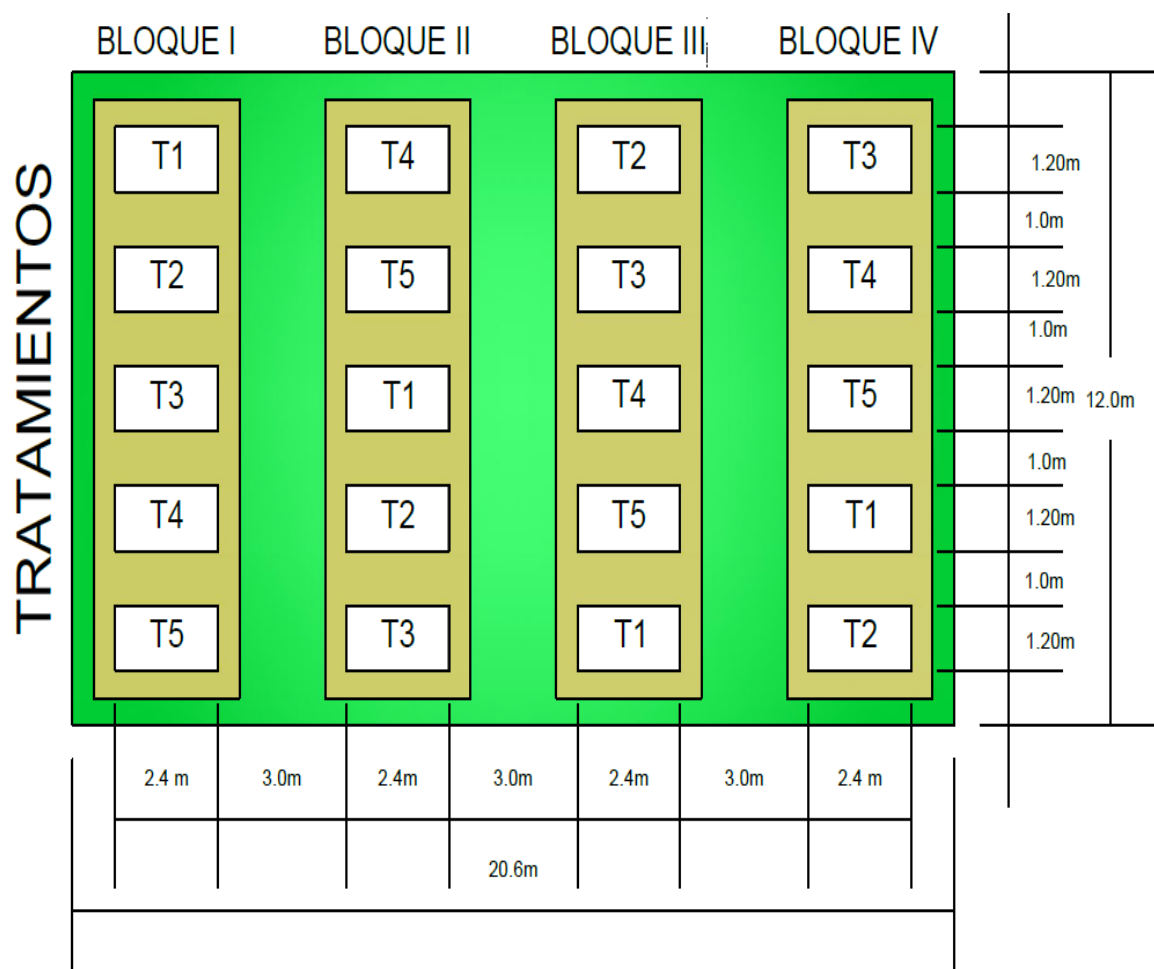 BLOQUE I BLOQUE II BLOQUE III BLOQUE IV
TRATAMIENTOS
T1 T4 T2 T3 1.20m
1.0m
T2 T5 T3 T4 1.20m
1.0m
T3 T1 T4 T5 1.20m 12.0m
1.0m
T4 T2 T5 T1 1.20m
1.0m
T5 T3 T1 T2 1.20m
2.4 m 3.0m 2.4m 3.0m 2.4m 3.0m 2.4 m
20.6m